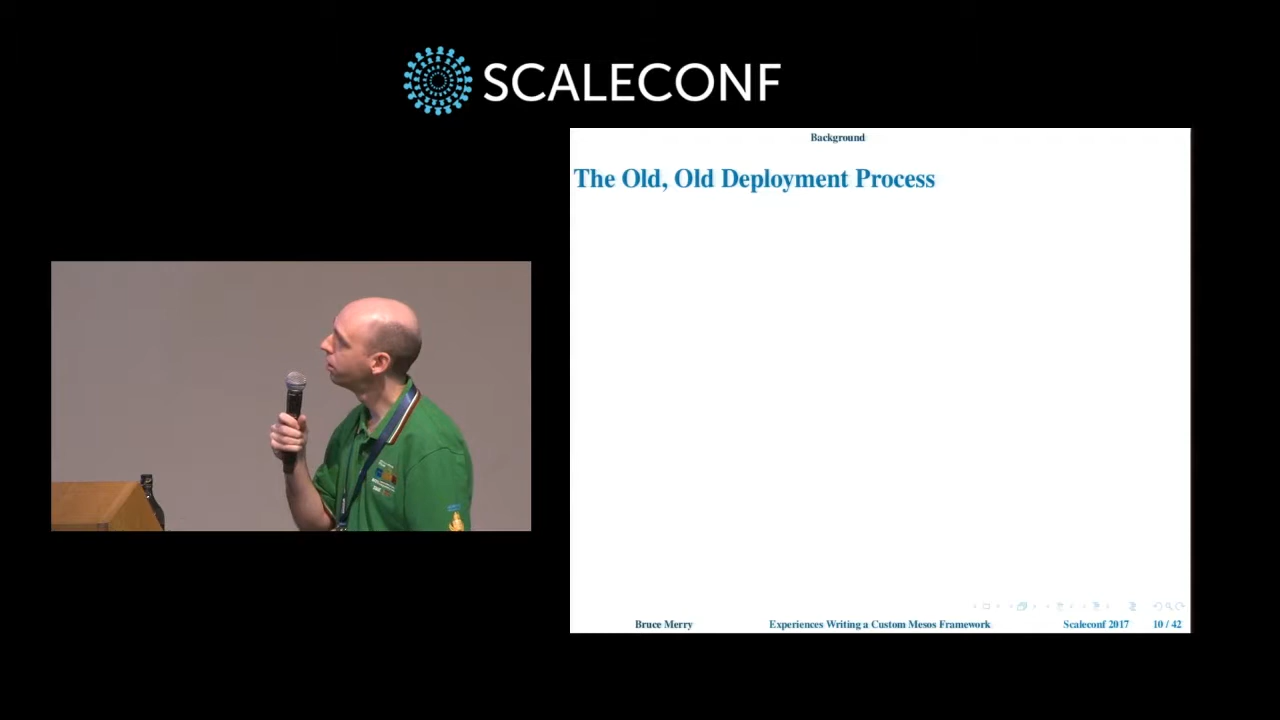 SCALECONF
Background
The Old, Old Deployment Process
Bruce Merry Experiences Writing a Custom Mesos Framework Scaleconf 2017 10 / 42